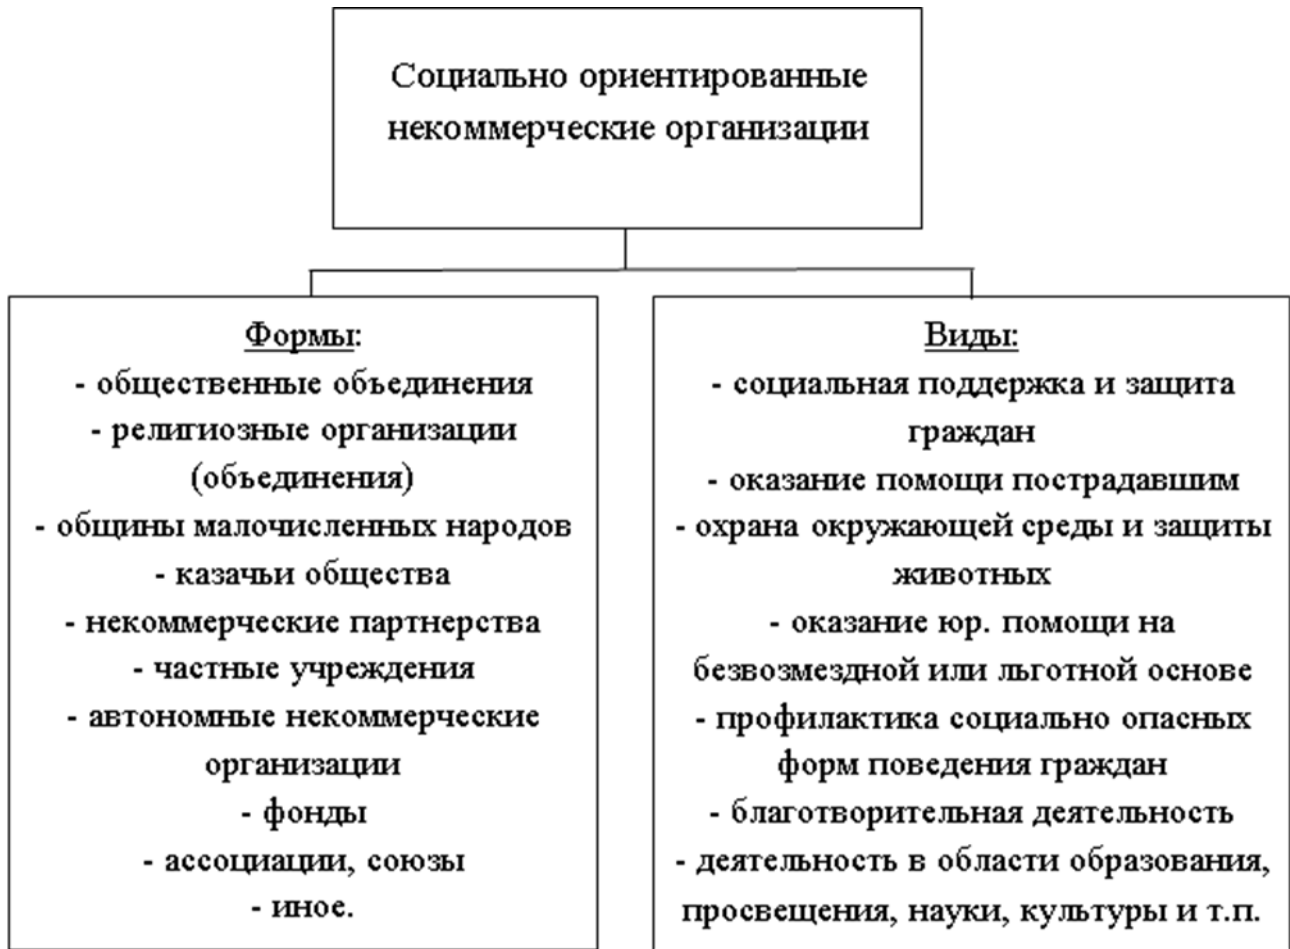 Социально ориентированные
некоммерческие организации
Формы:
- общественные объединения
- религиозные организации
(объединения)
- общины малочисленных народов
- казачьи общества
- некоммерческие партнерства
- частные учреждения
- автономные некоммерческие
организации
- фонды
- ассоциации, союзы
- иное.
Виды:
- социальная поддержка и защита
граждан
- оказание помощи пострадавшим
- охрана окружающей среды и защиты
животных
- оказание юр. помощи на
безвозмездной или льготной основе
- профилактика социально опасных
форм поведения граждан
- благотворительная деятельность
- деятельность в области образования,
просвещения, науки, культуры и т.п.